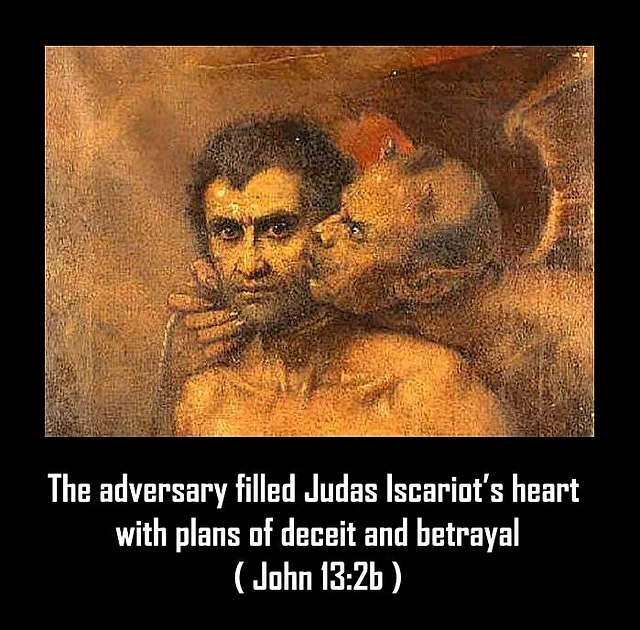 The adversary filled Judas Iscariot's heart
with plans of deceit and betrayal
( John 13:2b )